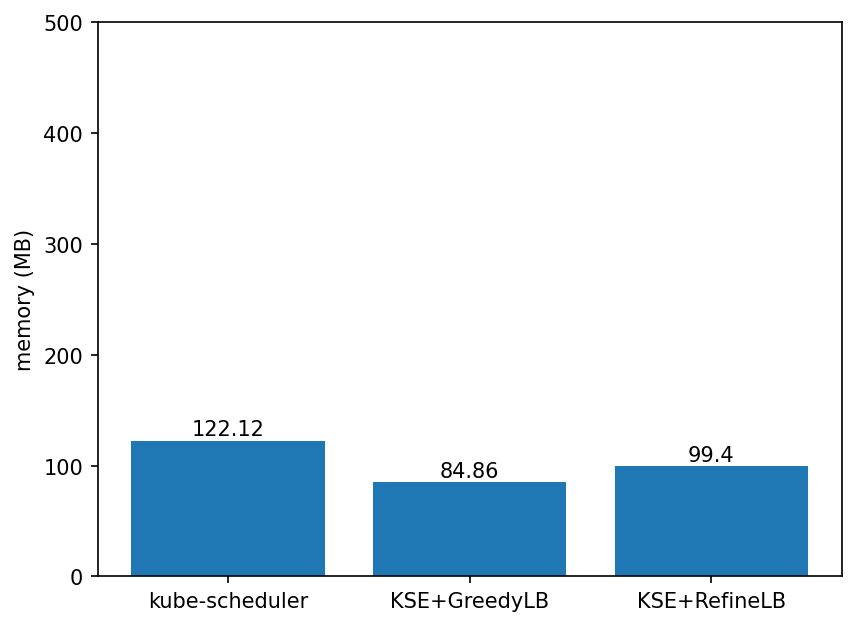 500
400
300
200
100
0
memory (MB)
122.12
84.86
99.4
kube-scheduler
KSE+GreedyLB
KSE+RefineLB